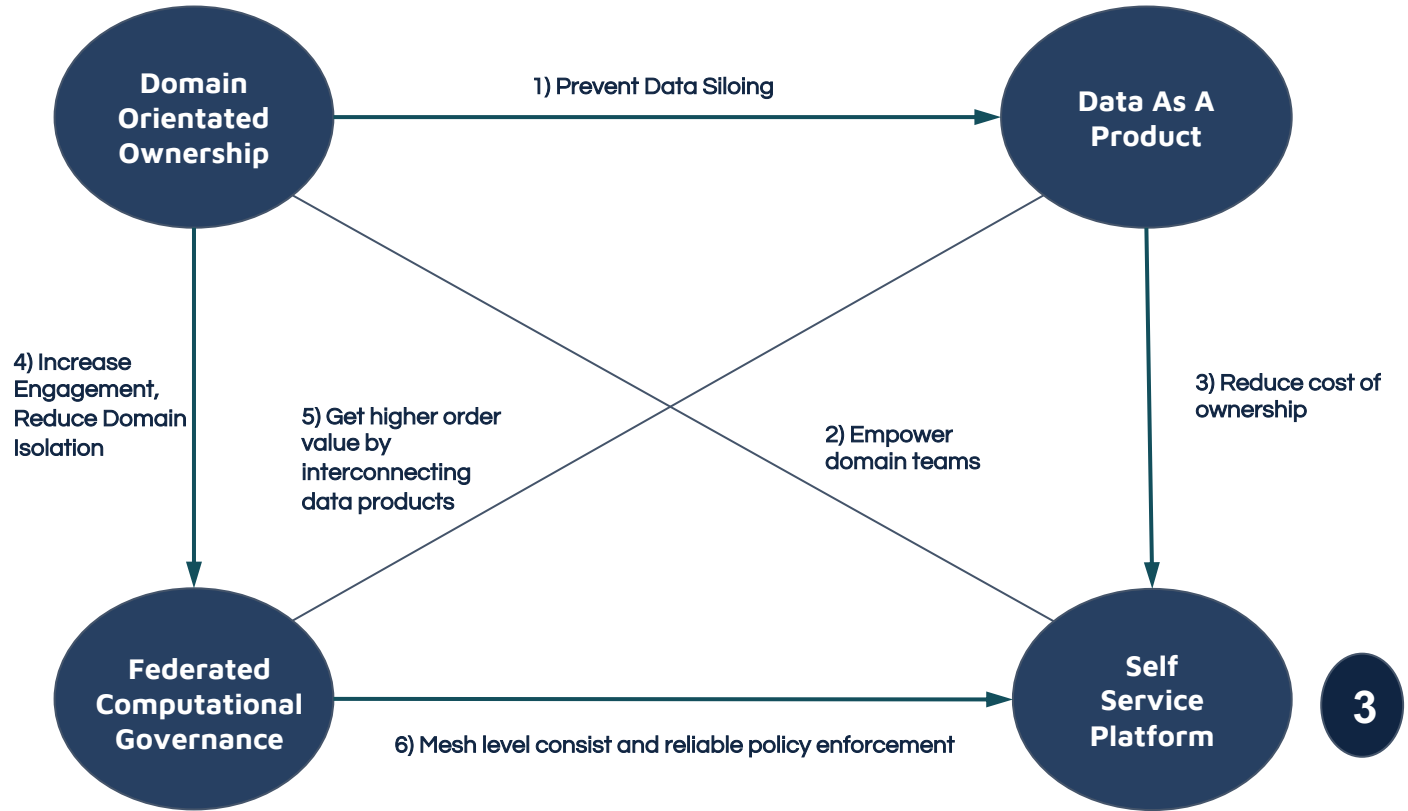 Domain
Orientated
Ownership
1) Prevent Data Siloing
Data As A
Product
4) Increase
Engagement,
Reduce Domain
Isolation
5) Get higher order
value by
interconnecting
data products
2) Empower
domain teams
3) Reduce cost of
ownership
Federated
Computational
Governance
6) Mesh level consist and reliable policy enforcement
Self
Service
Platform
3